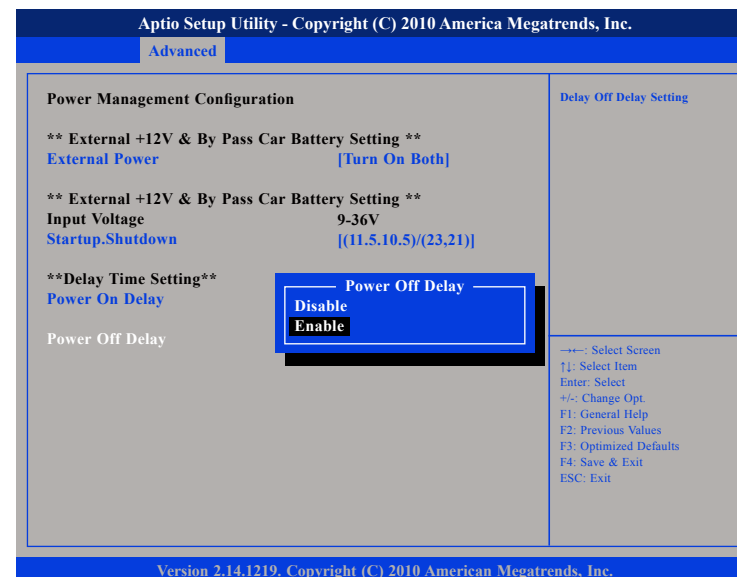 Aptio Setup Utility - Copyright (C) 2010 America Megatrends, Inc.
Advanced
Power Management Configuration
** External +12V & By Pass Car Battery Setting **
External Power [Turn On Both]
** External +12V & By Pass Car Battery Setting **
Input Voltage 9-36V
Startup.Shutdown [(11.5.10.5)/(23,21)]
**Delay Time Setting**
Power On Delay
Power Off Delay
Power Off Delay
Disable
Enable
Delay Off Delay Setting
→←: Select Screen
↑↓: Select Item
Enter: Select
+/-: Change Opt.
F1: General Help
F2: Previous Values
F3: Optimized Defaults
F4: Save & Exit
ESC: Exit
Version 2.14.1219. Copyright (C) 2010 American Megatrends, Inc.